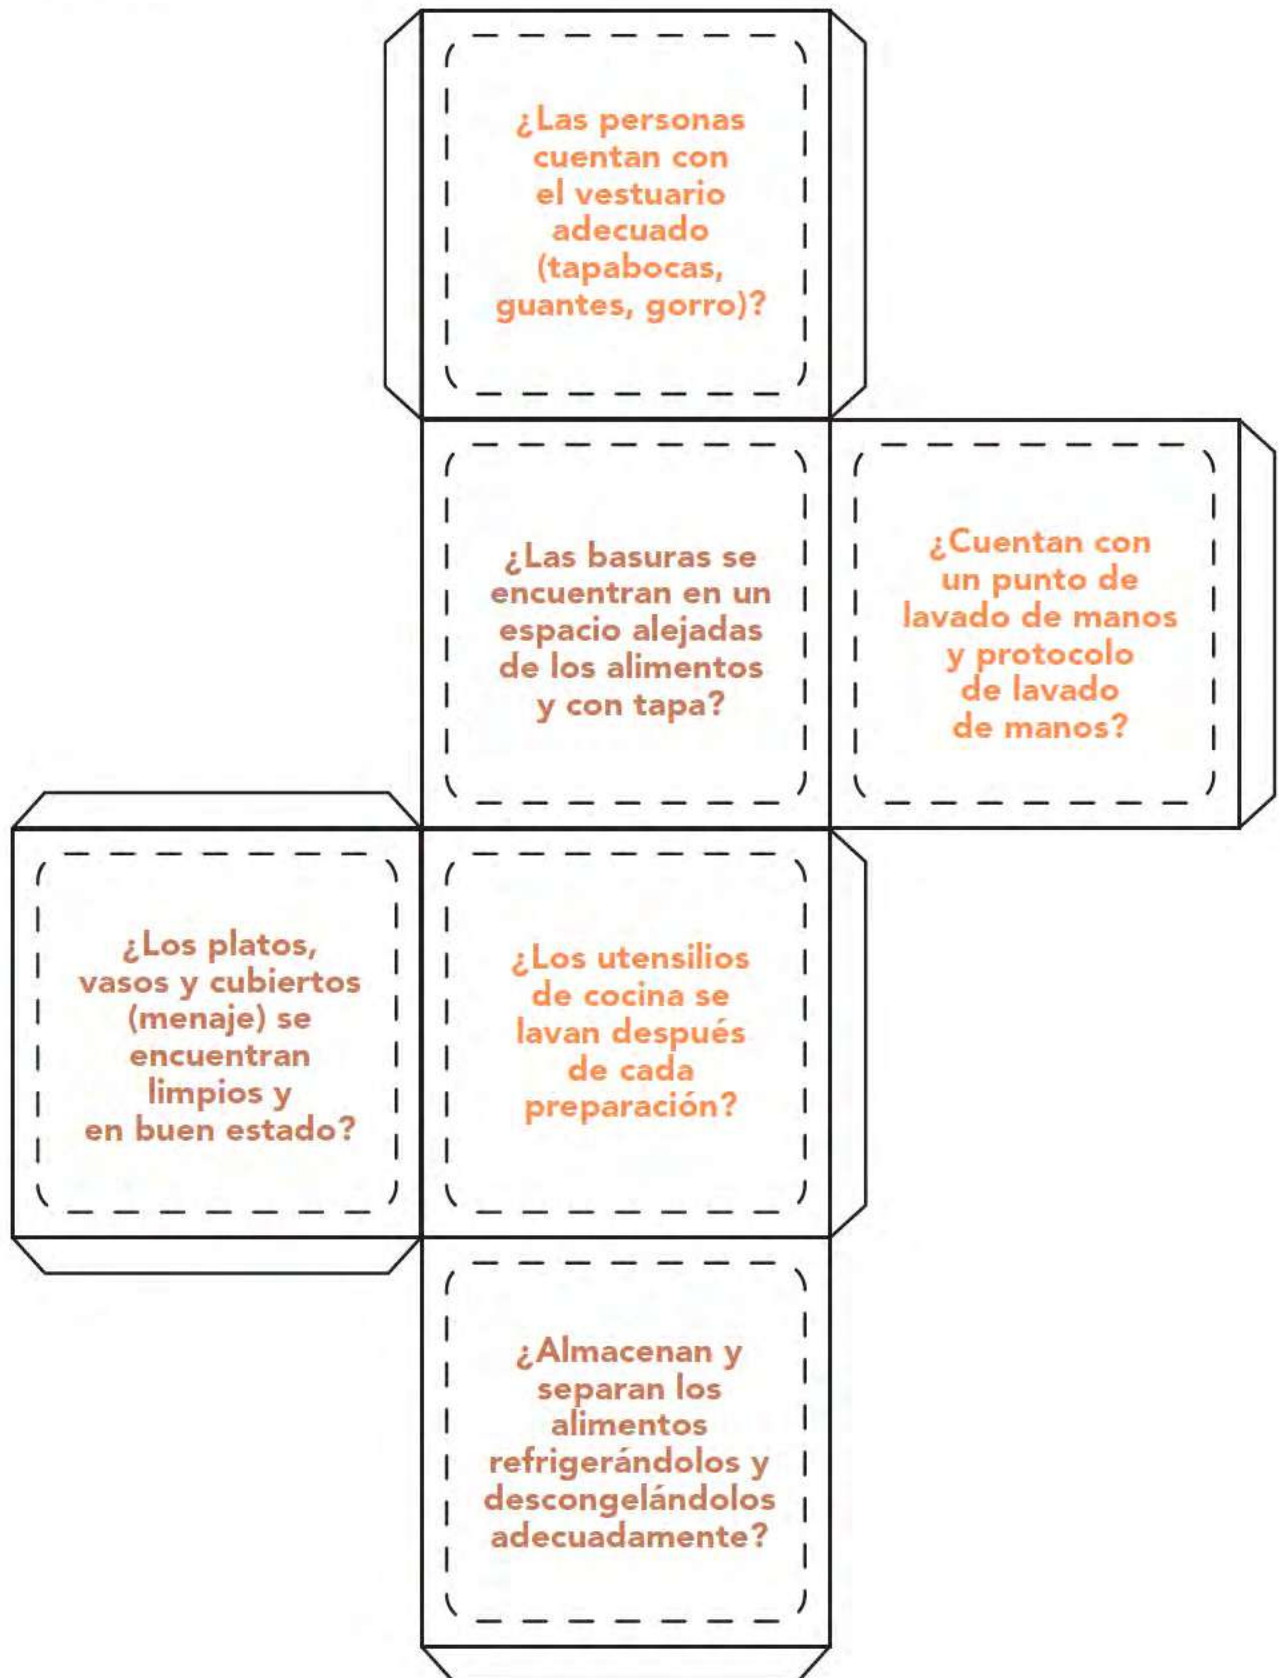 ¿Las personas
cuentan con
el vestuario
adecuado
(tapabocas,
guantes, gorro)?
¿Las basuras se
encuentran en un
espacio alejadas
de los alimentos
y con tapa?
¿Cuentan con
un punto de
lavado de manos
y protocolo
de lavado
de manos?
¿Los platos,
vasos y cubiertos
(menaje) se
encuentran
limpios y
en buen estado?
¿Los utensilios
de cocina se
lavan después
de cada
preparación?
¿Almacenan y
separan los
alimentos
refrigerándolos y
descongelándolos
adecuadamente?